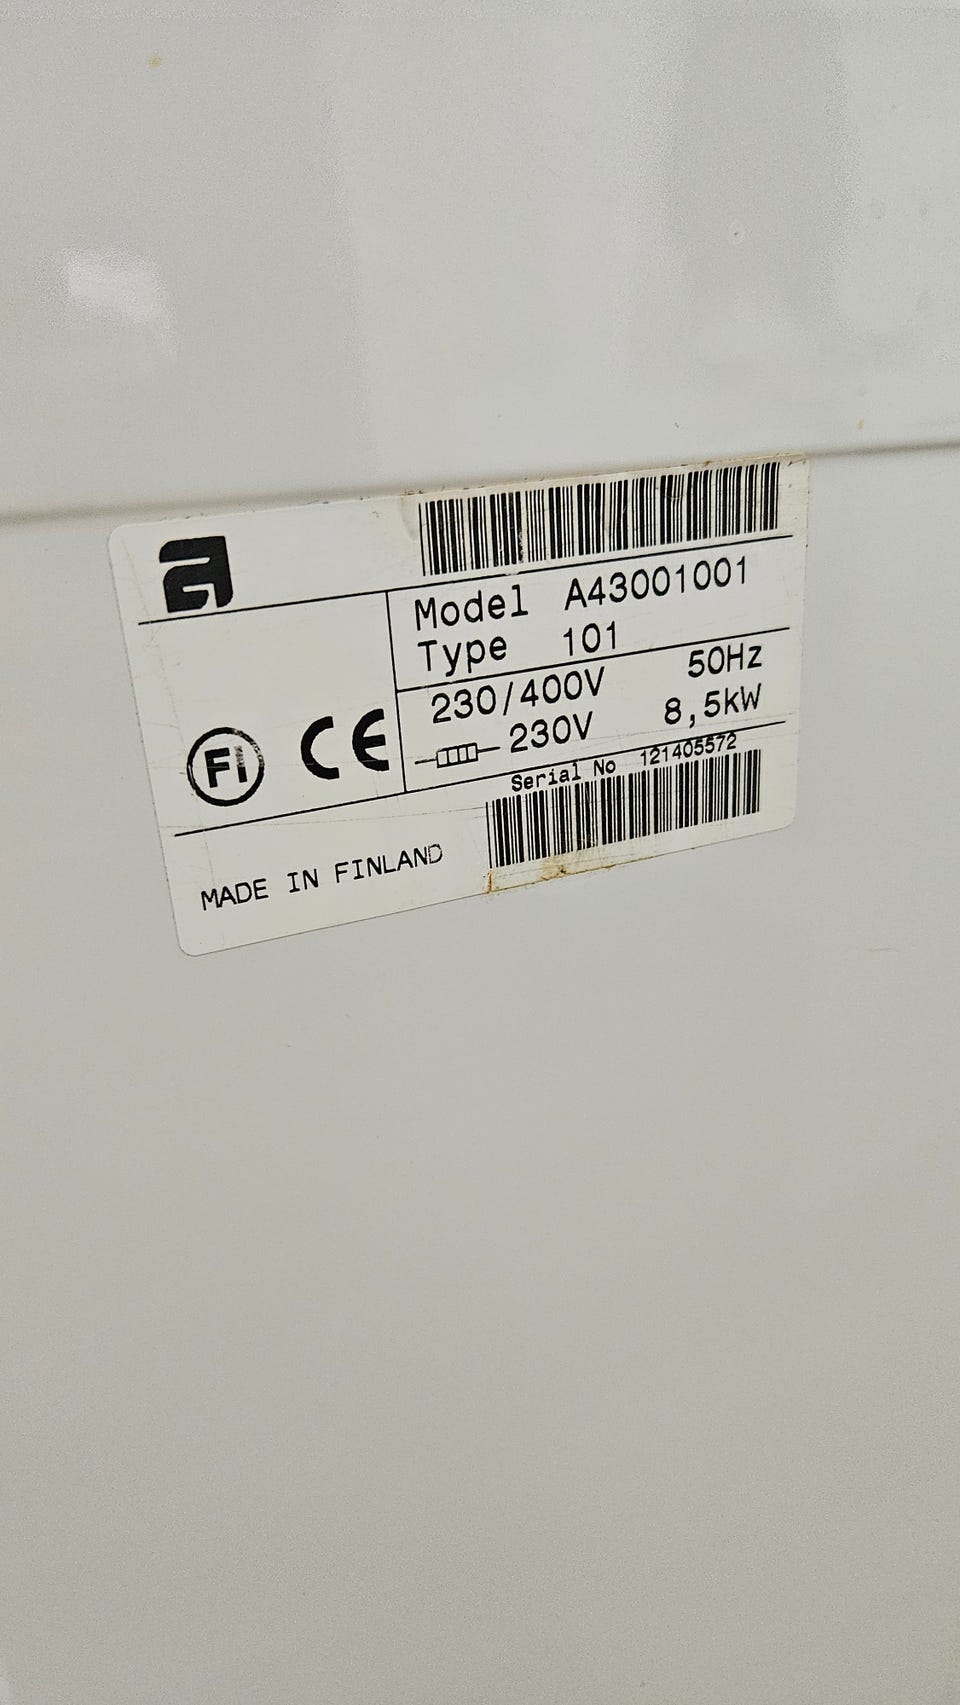 a
Model A43001001
Type 101
230/400V 50Hz
230V 8,5kW
FI CE
Serial No 121405572
MADE IN FINLAND